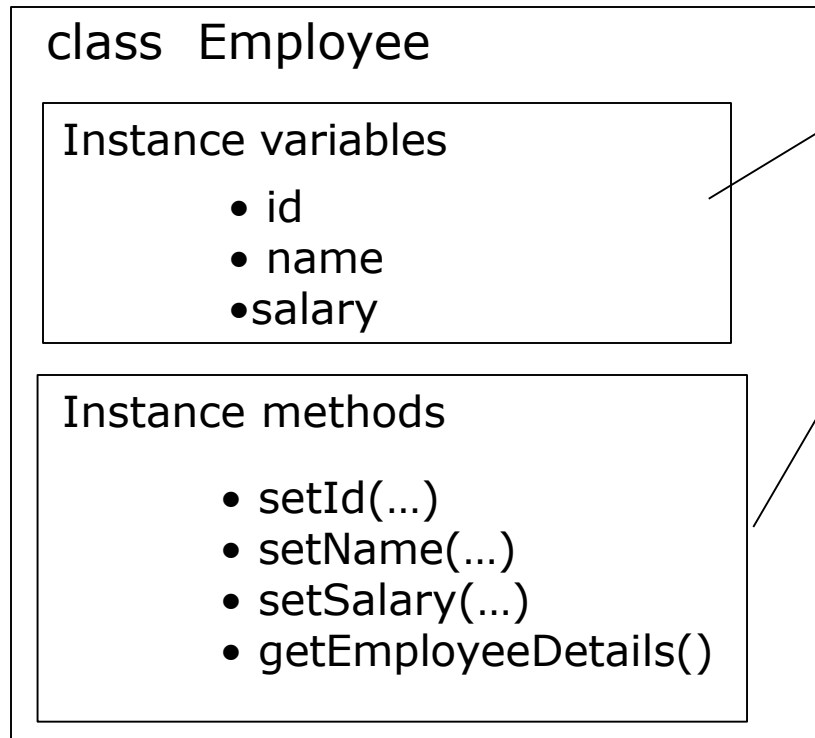 class  Employee
Instance variables
• id
• name
•salary
Instance methods
• setId(…)
• setName(…)
• setSalary(…)
• getEmployeeDetails()